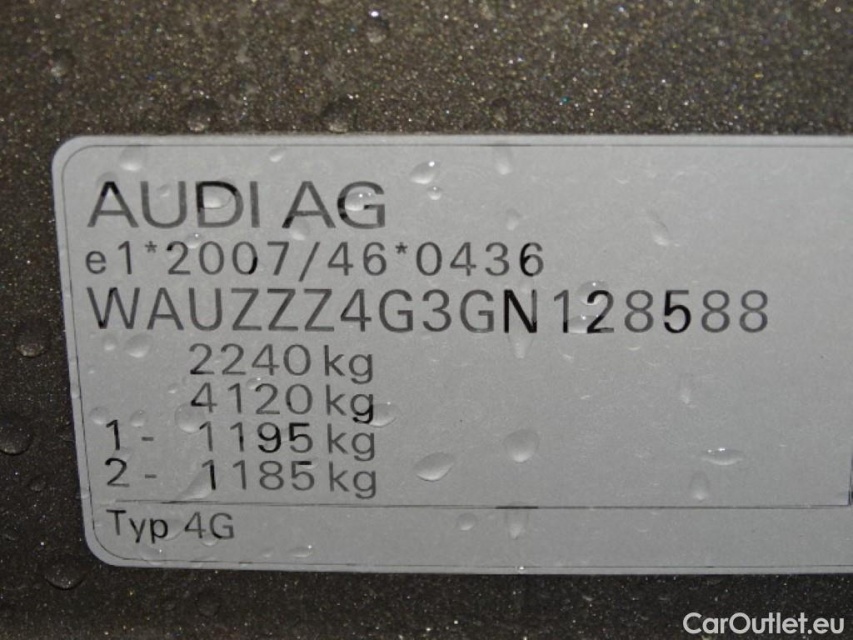 AUDI AG
e1*2007/46*0436
WAUZZZ4G3GN128588
2240 kg
4120 kg
1- 1195 kg
2- 1185 kg
Typ 4G
CarOutlet.eu